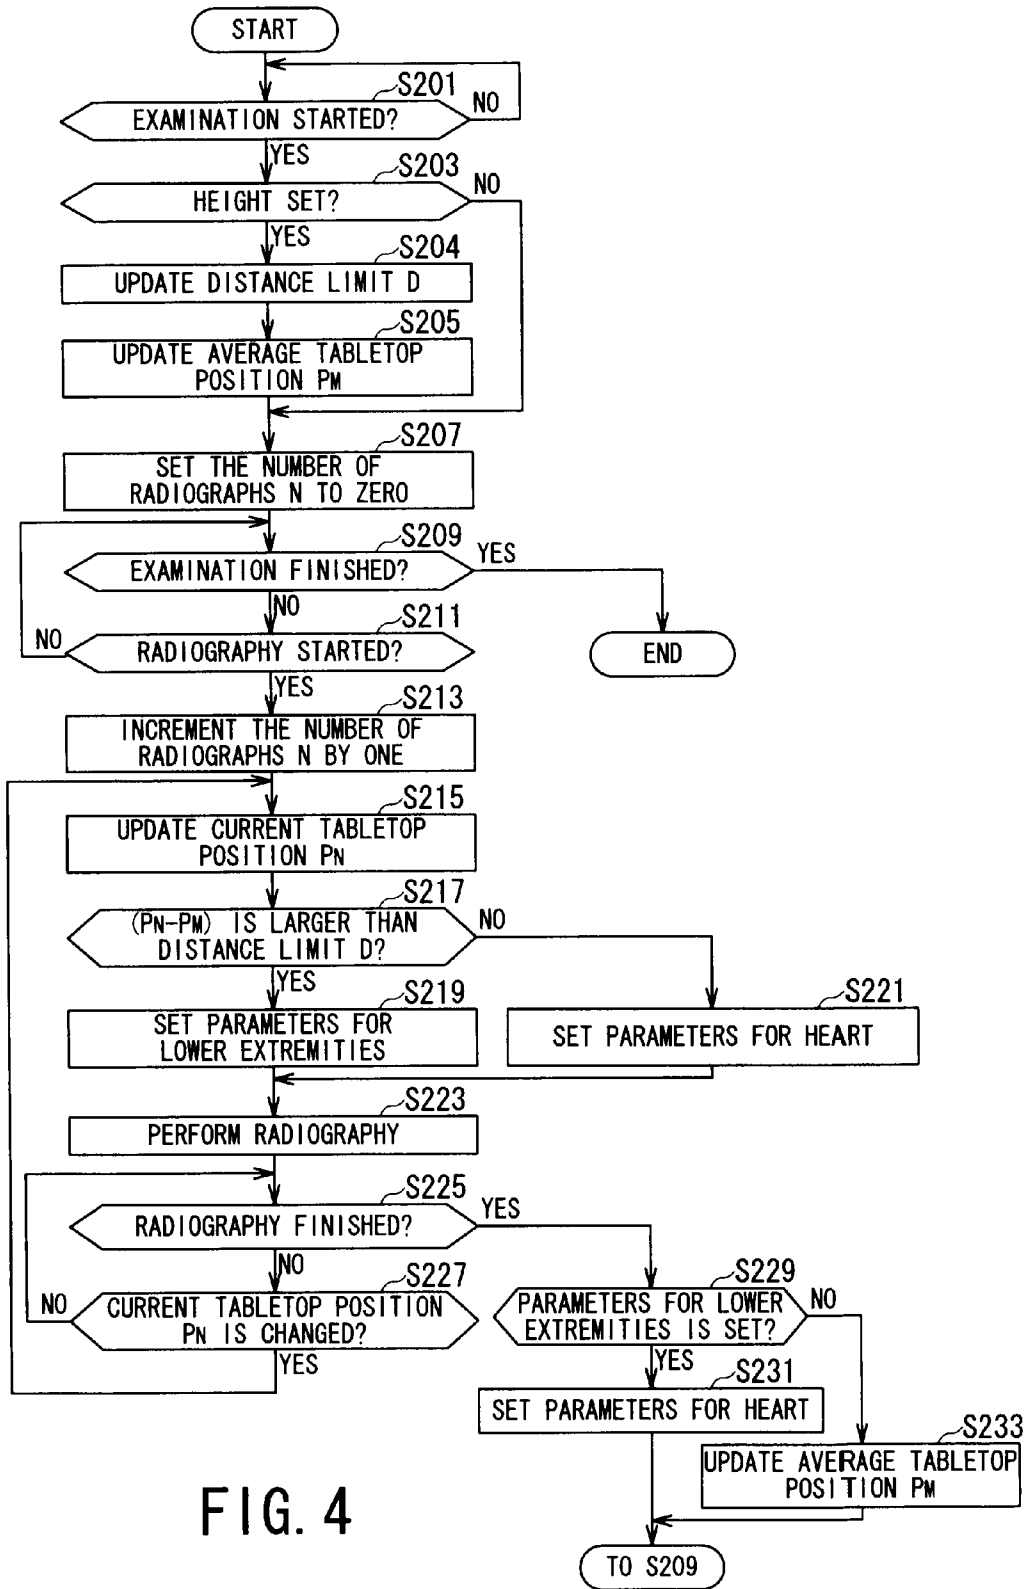 START
S201
EXAMINATION STARTED?
NO
YES
S203
HEIGHT SET?
NO
YES
S204
UPDATE DISTANCE LIMIT D
S205
UPDATE AVERAGE TABLETOP
POSITION PM
S207
SET THE NUMBER OF
RADIOGRAPHS N TO ZERO
S209
EXAMINATION FINISHED?
YES
NO
S211
RADIOGRAPHY STARTED?
NO
END
YES
S213
INCREMENT THE NUMBER OF
RADIOGRAPHS N BY ONE
S215
UPDATE CURRENT TABLETOP
POSITION PN
S217
(PN-PM) IS LARGER THAN
DISTANCE LIMIT D?
NO
YES
S219
SET PARAMETERS FOR
LOWER EXTREMITIES
S221
SET PARAMETERS FOR HEART
S223
PERFORM RADIOGRAPHY
S225
RADIOGRAPHY FINISHED?
YES
NO
S227
CURRENT TABLETOP POSITION
PN IS CHANGED?
NO
YES
S229
PARAMETERS FOR LOWER
EXTREMITIES IS SET?
NO
YES
S231
SET PARAMETERS FOR HEART
S233
UPDATE AVERAGE TABLETOP
POSITION PM
TO S209
FIG. 4